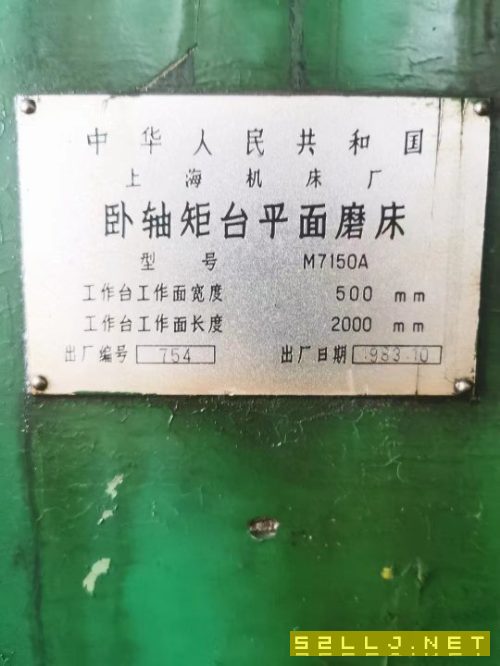 中华人民共和国
上海机床厂
卧轴矩台平面磨床
型号 M7150A
工作台工作面宽度 500 mm
工作台工作面长度 2000 mm
出厂编号 754 出厂日期 1983.10
52LLJ.NET